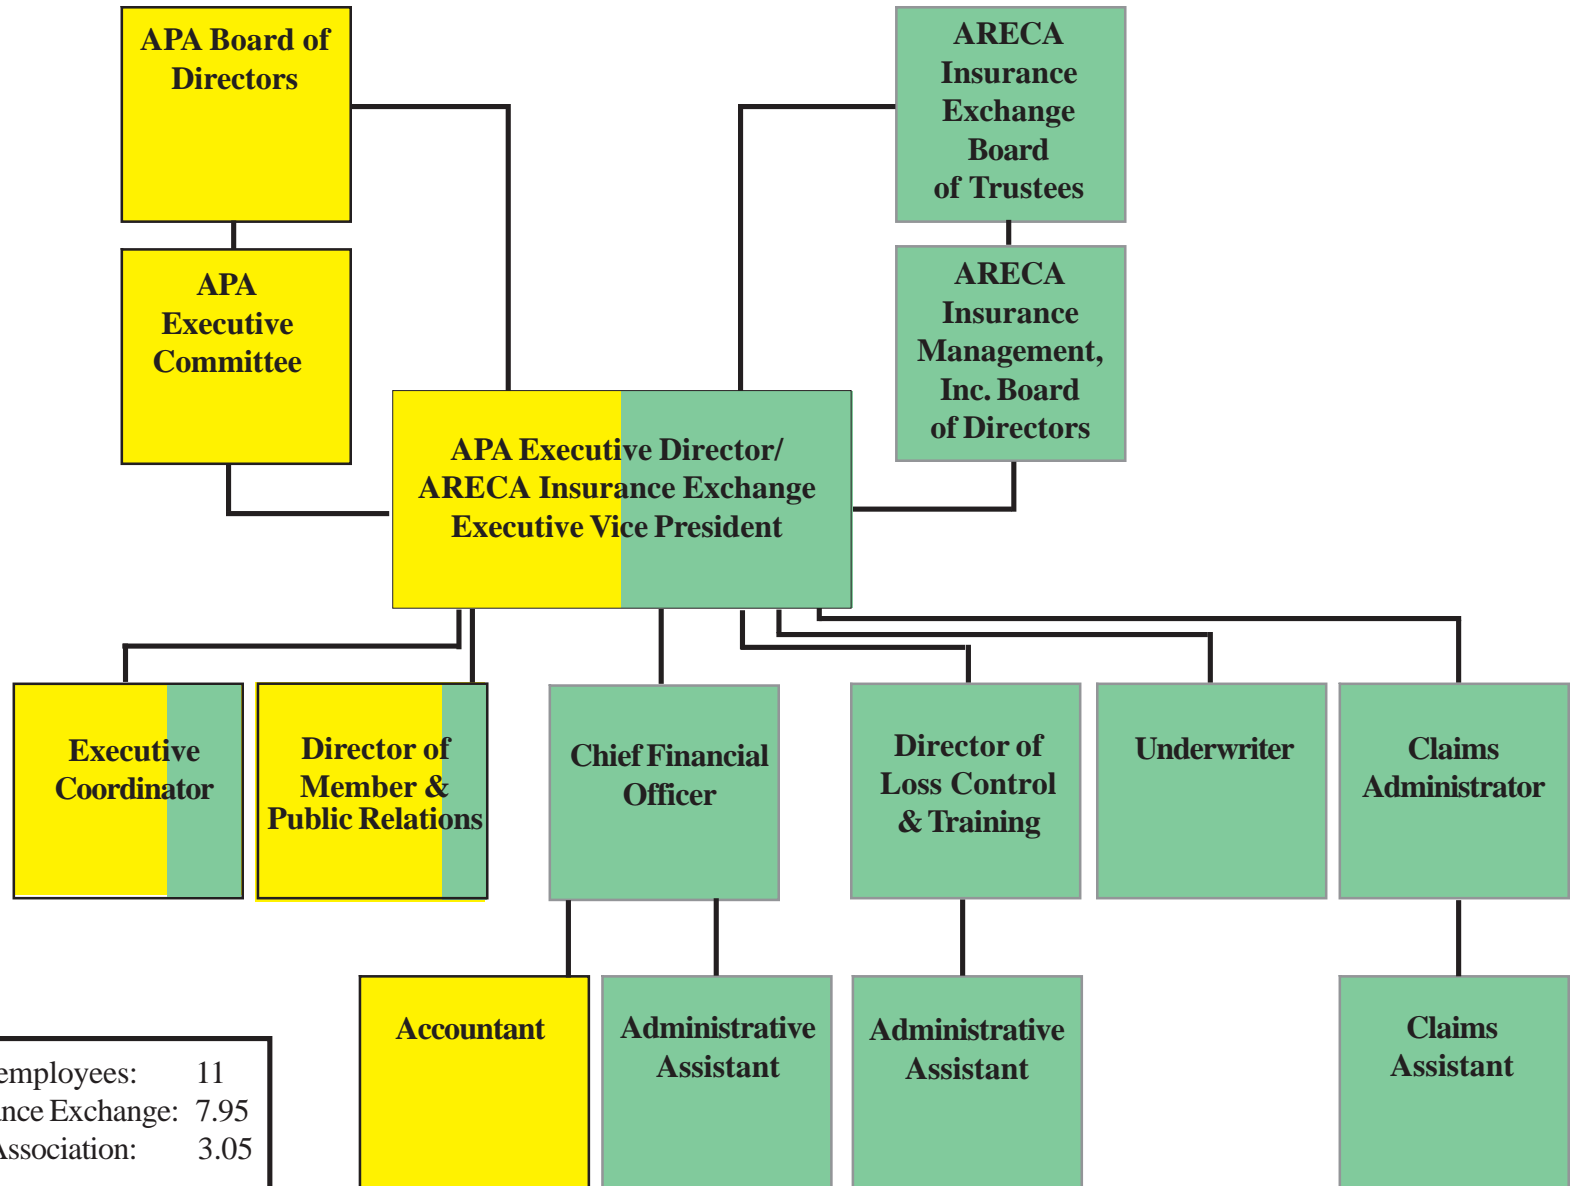 APA Board of
Directors
ARECA
Insurance
Exchange
Board
of Trustees
APA
Executive
Committee
ARECA
Insurance
Management,
Inc. Board
of Directors
APA Executive Director/
ARECA Insurance Exchange
Executive Vice President
Executive
Coordinator
Director of
Member &
Public Relations
Chief Financial
Officer
Director of
Loss Control
& Training
Underwriter
Claims
Administrator
Accountant
Administrative
Assistant
Administrative
Assistant
Claims
Assistant
employees: 11
Exchange: 7.95
Association: 3.05